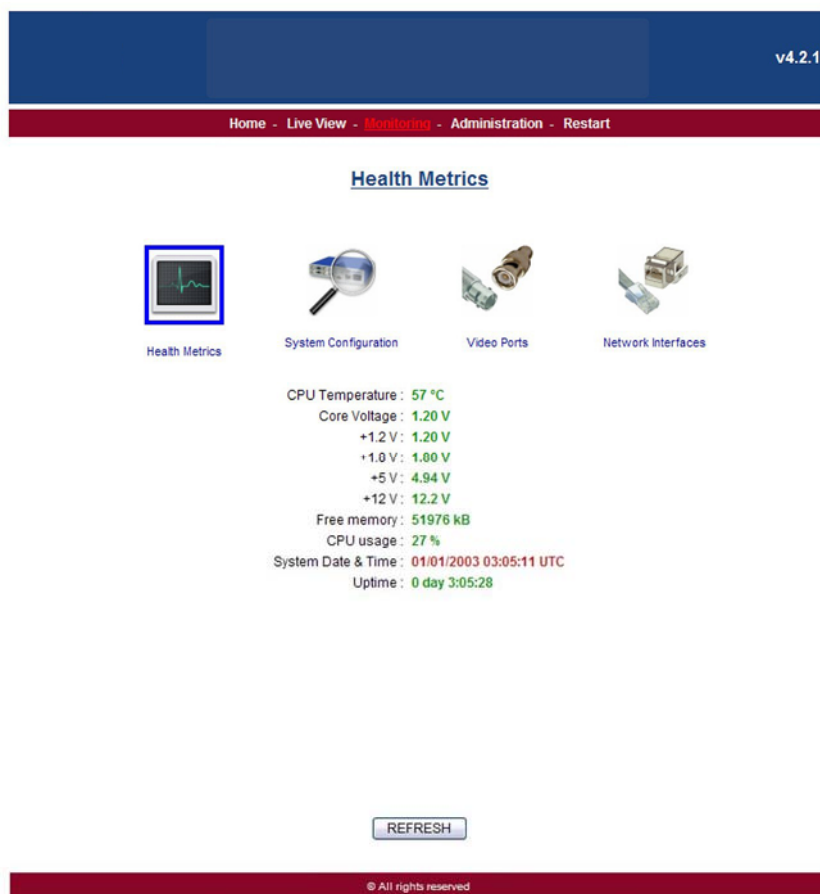 v4.2.1
Home - Live View - Monitoring - Administration - Restart
Health Metrics
Health Metrics
System Configuration
Video Ports
Network Interfaces
CPU Temperature : 57 °C
Core Voltage : 1.20 V
+1.2 V : 1.20 V
+1.8 V : 1.80 V
+5 V : 4.94 V
+12 V : 12.2 V
Free memory : 51976 kB
CPU usage : 27 %
System Date & Time : 01/01/2003 03:05:11 UTC
Uptime : 0 day 3:05:28
REFRESH
© All rights reserved